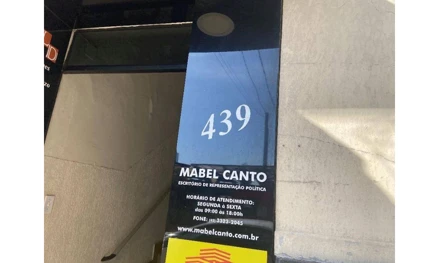 439
MABEL CANTO
ESCRITÓRIO DE REPRESENTAÇÃO POLÍTICA
HORÁRIO DE ATENDIMENTO:
SEGUNDA à SEXTA
das 09:00 às 18:00h
FONE:
www.mabelcanto.com.br